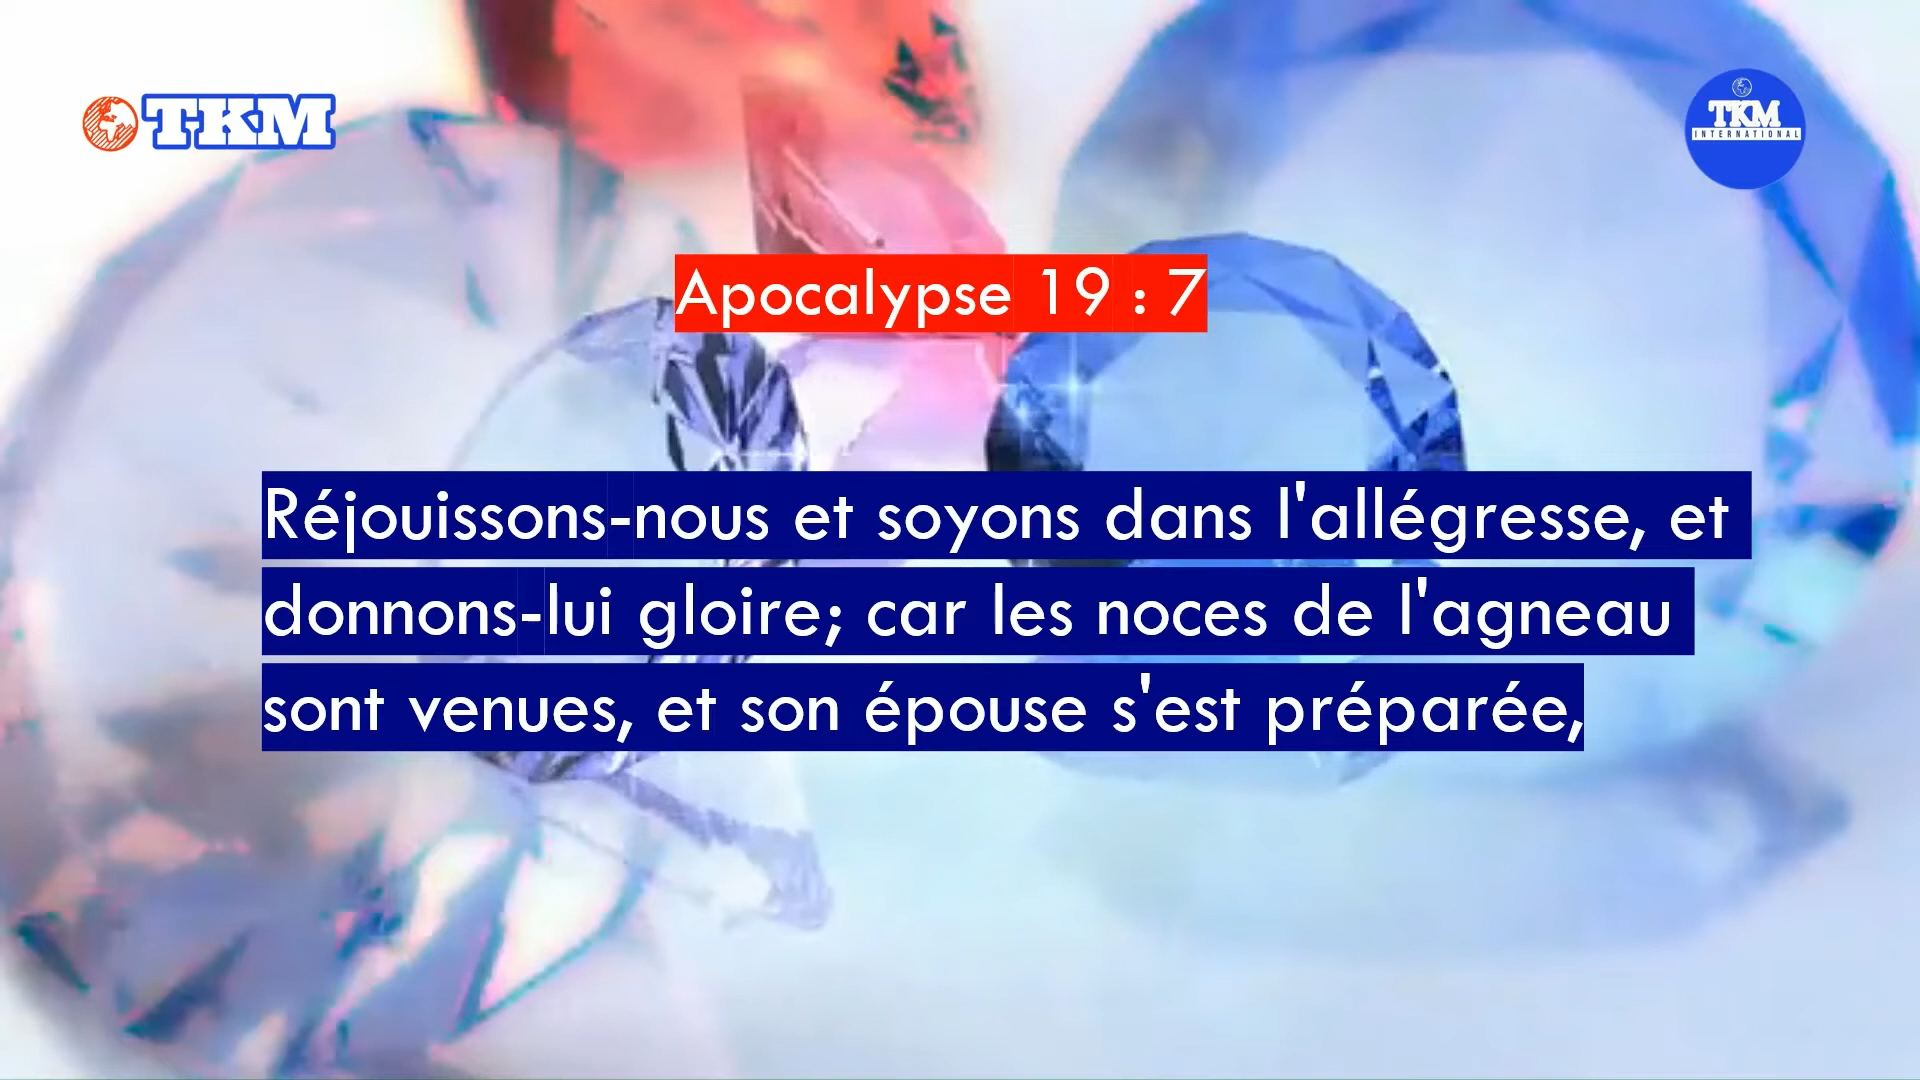 TKM
TKM
INTERNATIONAL
Apocalypse 19 : 7
Réjouissons-nous et soyons dans l'allégresse, et
donnons-lui gloire; car les noces de l'agneau
sont venues, et son épouse s'est préparée,